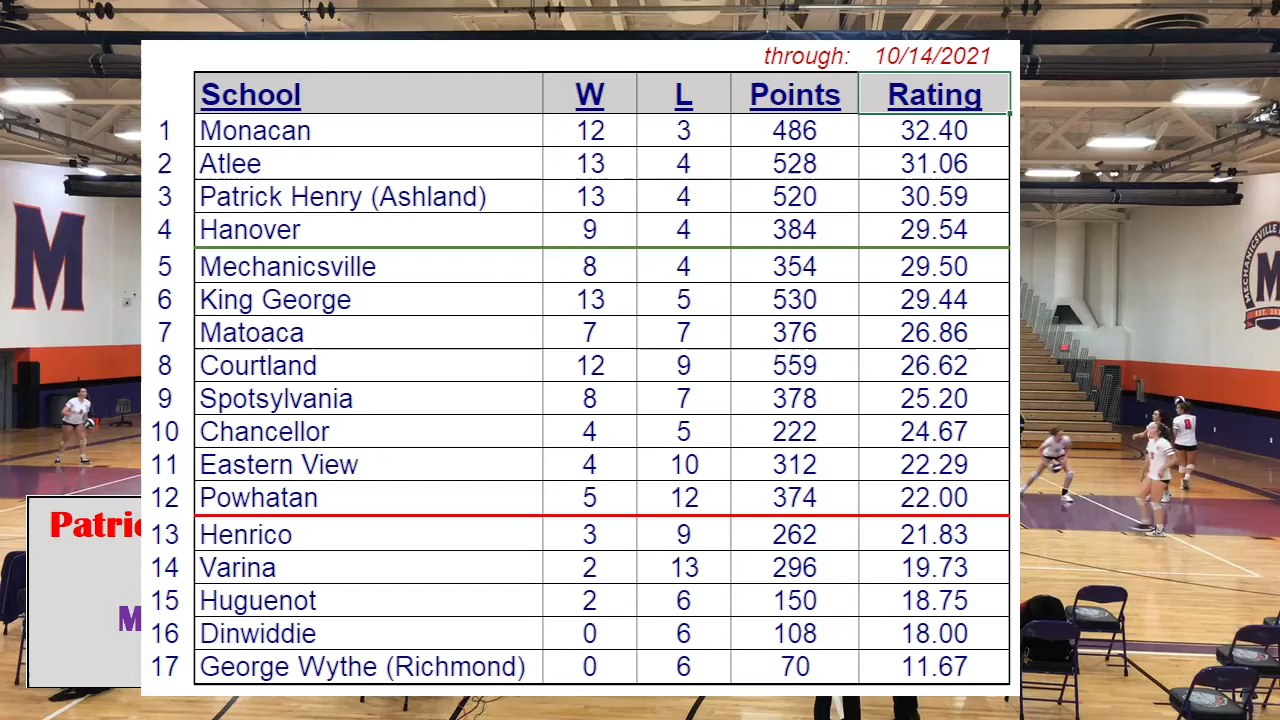 through: 10/14/2021
School W L Points Rating
1 Monacan 12 3 486 32.40
2 Atlee 13 4 528 31.06
3 Patrick Henry (Ashland) 13 4 520 30.59
4 Hanover 9 4 384 29.54
5 Mechanicsville 8 4 354 29.50
6 King George 13 5 530 29.44
7 Matoaca 7 7 376 26.86
8 Courtland 12 9 559 26.62
9 Spotsylvania 8 7 378 25.20
10 Chancellor 4 5 222 24.67
11 Eastern View 4 10 312 22.29
12 Powhatan 5 12 374 22.00
13 Henrico 3 9 262 21.83
14 Varina 2 13 296 19.73
15 Huguenot 2 6 150 18.75
16 Dinwiddie 0 6 108 18.00
17 George Wythe (Richmond) 0 6 70 11.67
M
M
Patric
M
8